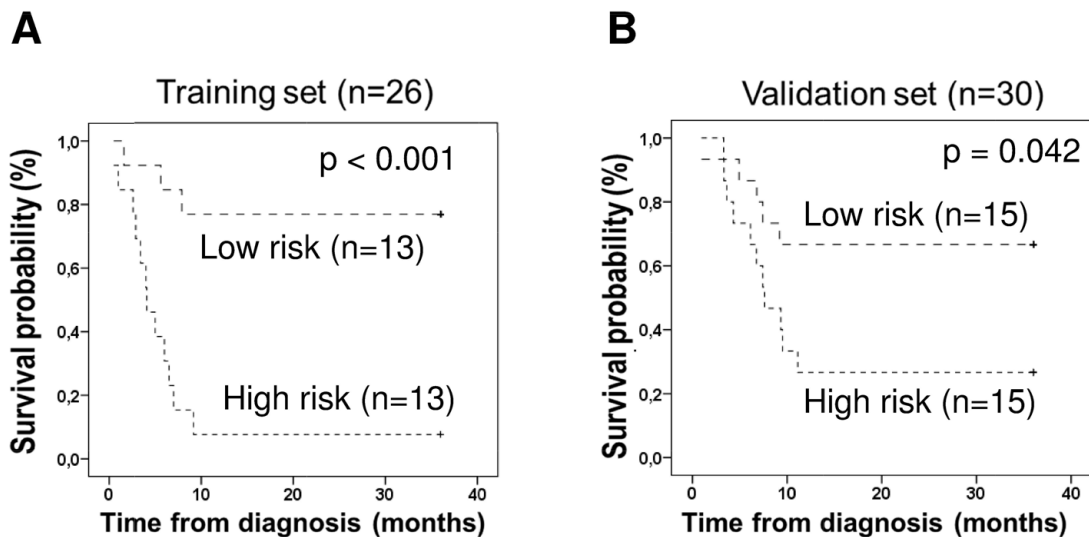 A
Training set (n=26)
Survival probability (%)
1,0
0,8
0,6
0,4
0,2
0,0
p < 0.001
Low risk (n=13)
High risk (n=13)
0 10 20 30 40
Time from diagnosis (months)
B
Validation set (n=30)
Survival probability (%)
1,0
0,8
0,6
0,4
0,2
0,0
p = 0.042
Low risk (n=15)
High risk (n=15)
0 10 20 30 40
Time from diagnosis (months)